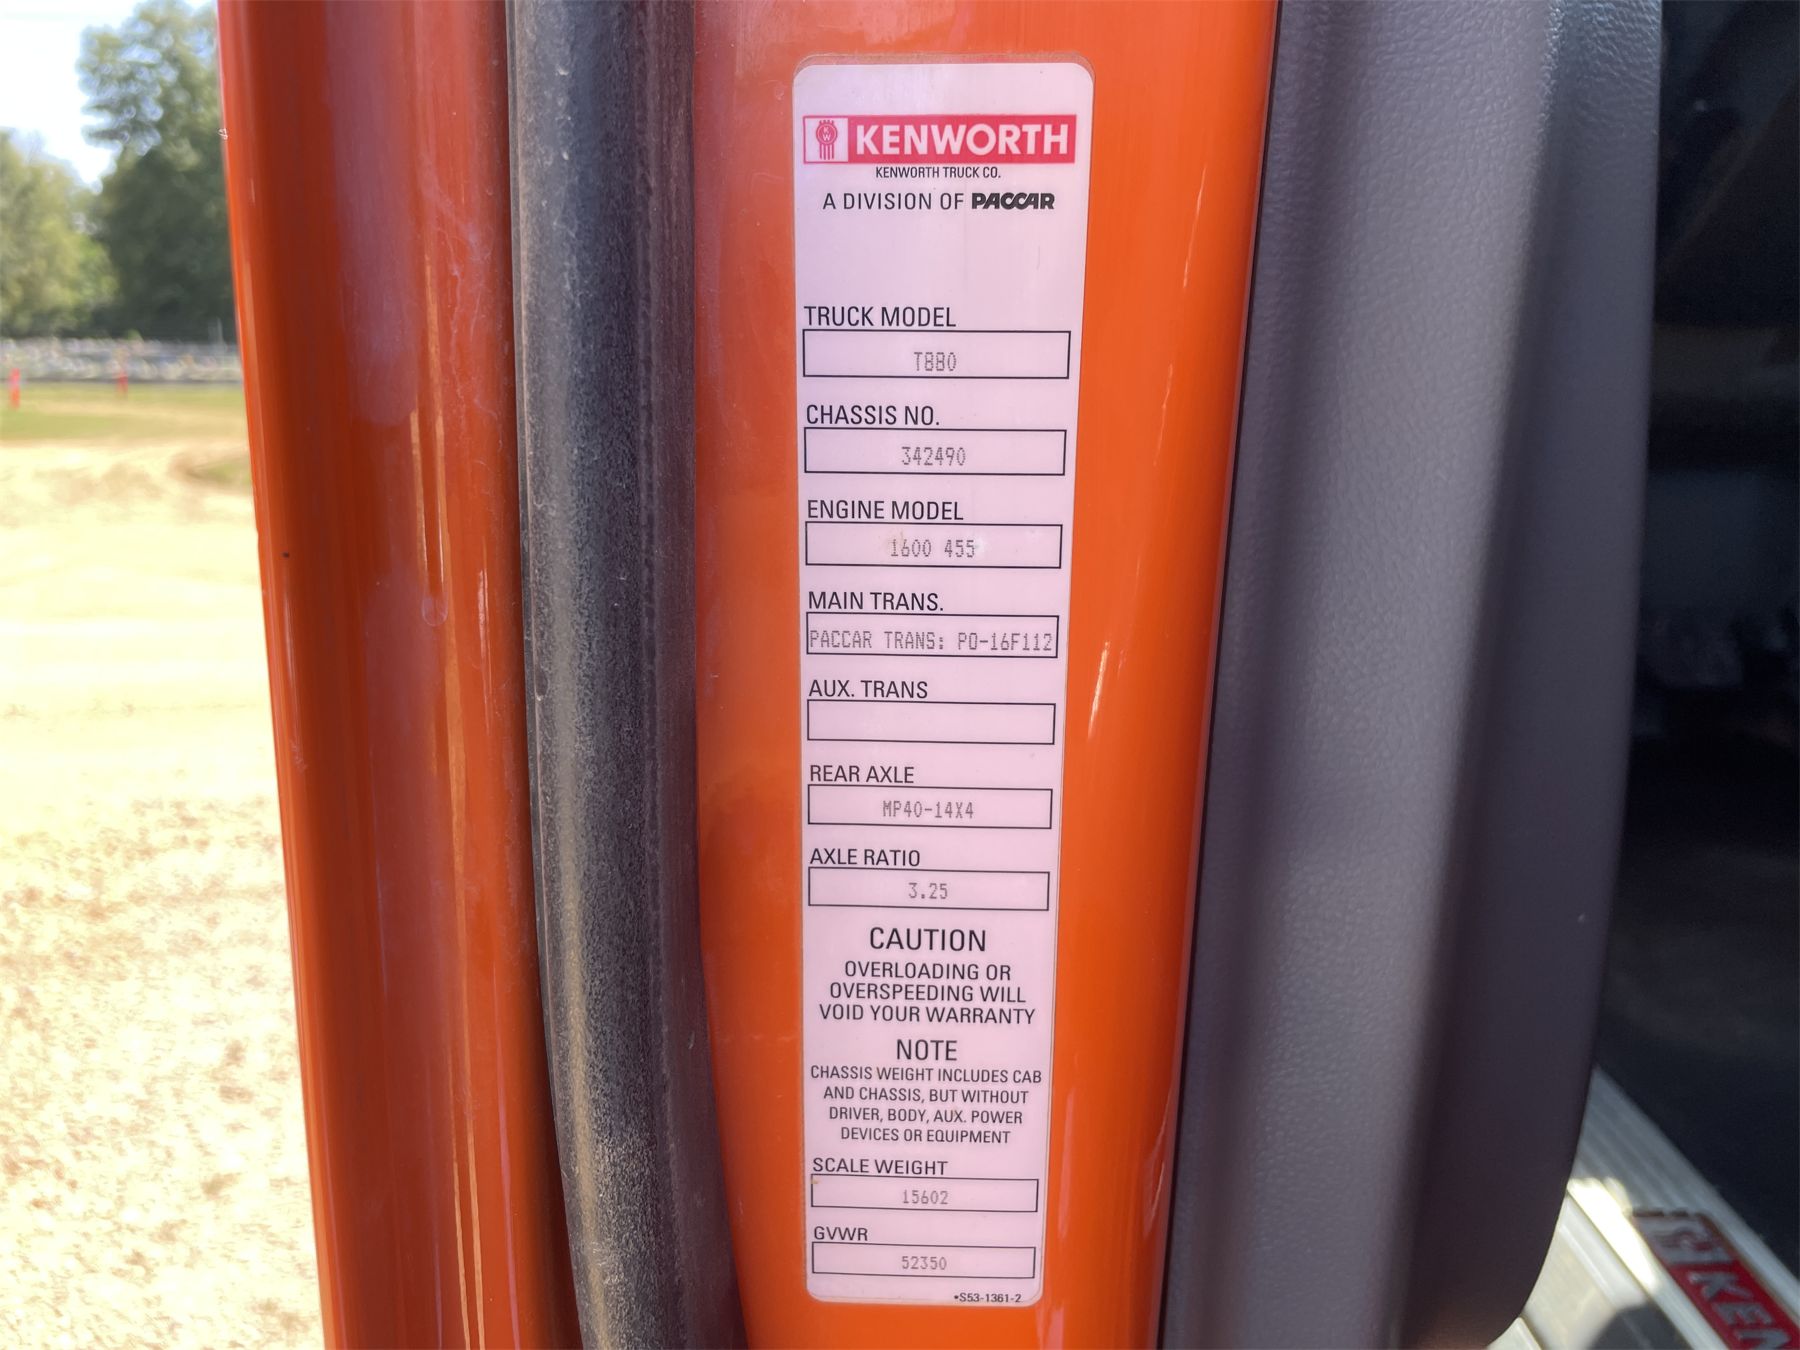 KENWORTH
KENWORTH TRUCK CO.
A DIVISION OF PACCAR
TRUCK MODEL
T880
CHASSIS NO.
342490
ENGINE MODEL
1600 455
MAIN TRANS.
PACCAR TRANS: PO-16F112
AUX. TRANS
REAR AXLE
MP40-14X4
AXLE RATIO
3.25
CAUTION
OVERLOADING OR
OVERSPEEDING WILL
VOID YOUR WARRANTY
NOTE
CHASSIS WEIGHT INCLUDES CAB
AND CHASSIS, BUT WITHOUT
DRIVER, BODY, AUX. POWER
DEVICES OR EQUIPMENT
SCALE WEIGHT
15602
GVWR
52350
•S53-1361-2
KEN